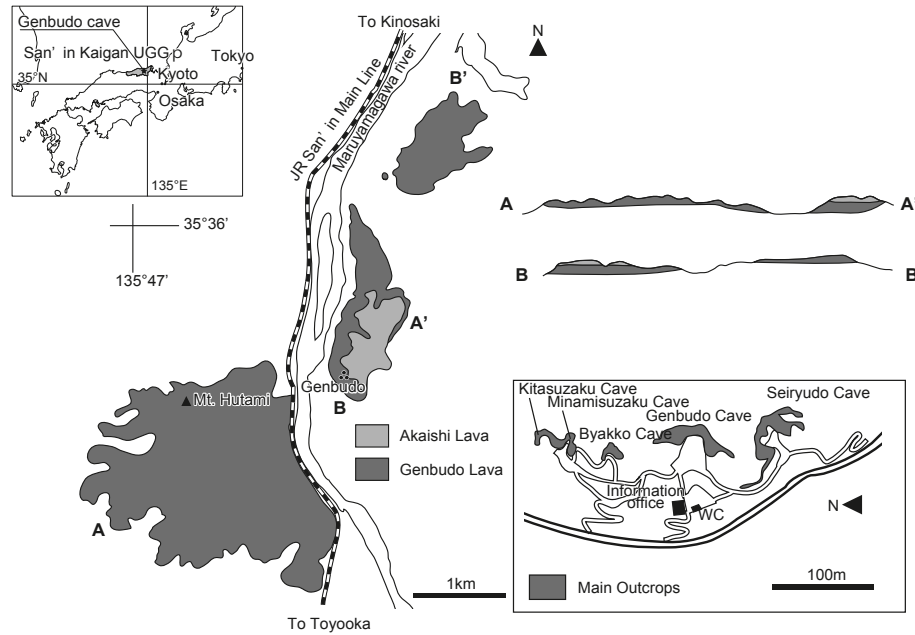 Genbudo cave
San' in Kaigan UGGp
Tokyo
35°N
Kyoto
Osaka
135°E
35°36'
135°47'
To Kinosaki
N
JR San' in Main Line
Maruyamagawa river
B'
A'
Genbudo
B
Mt. Hutami
A
Akaishi Lava
Genbudo Lava
1km
To Toyooka
A
A'
B
B
Kitasuzaku Cave
Minamisuzaku Cave
Byakko Cave
Genbudo Cave
Seiryudo Cave
Information
office
WC
N
Main Outcrops
100m